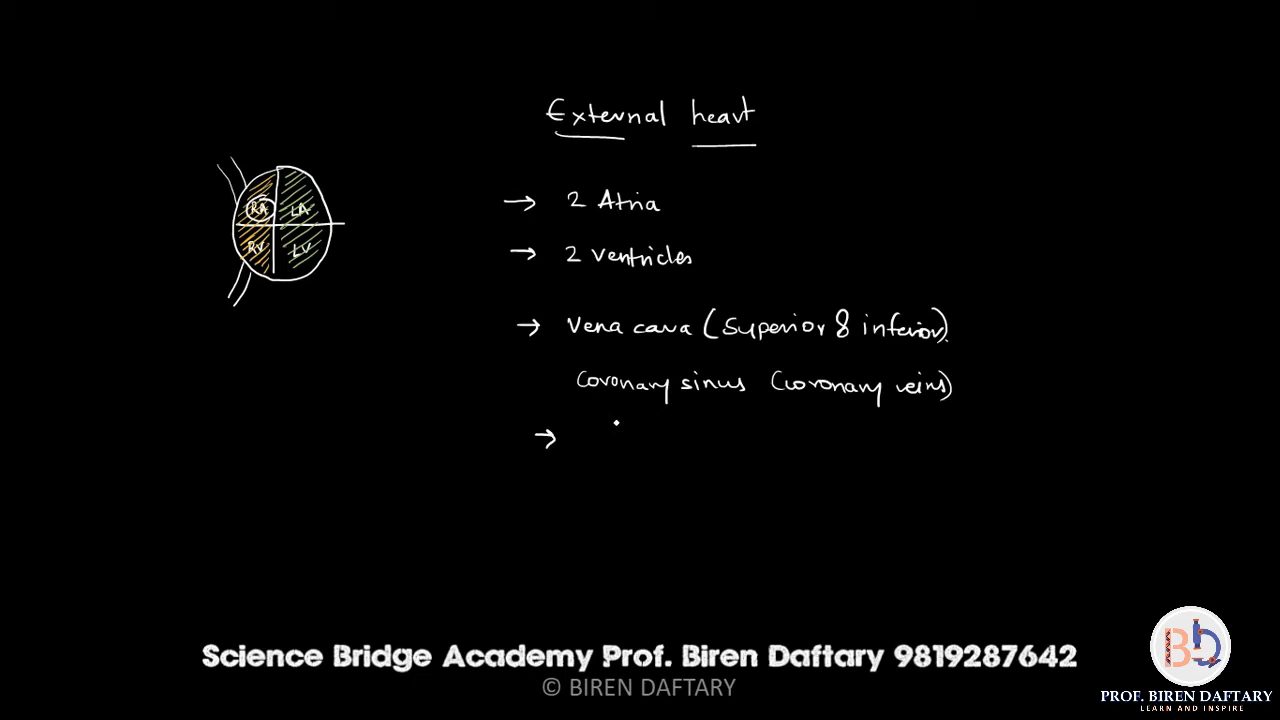 External heart
RA LA
RV LV
→ 2 Atria
→ 2 ventricles
→ Vena cava (Superior & inferior).
Coronary sinus (coronary veins)
→
Science Bridge Academy Prof. Biren Daftary 9819287642
© BIREN DAFTARY
PROF. BIREN DAFTARY
LEARN AND INSPIRE